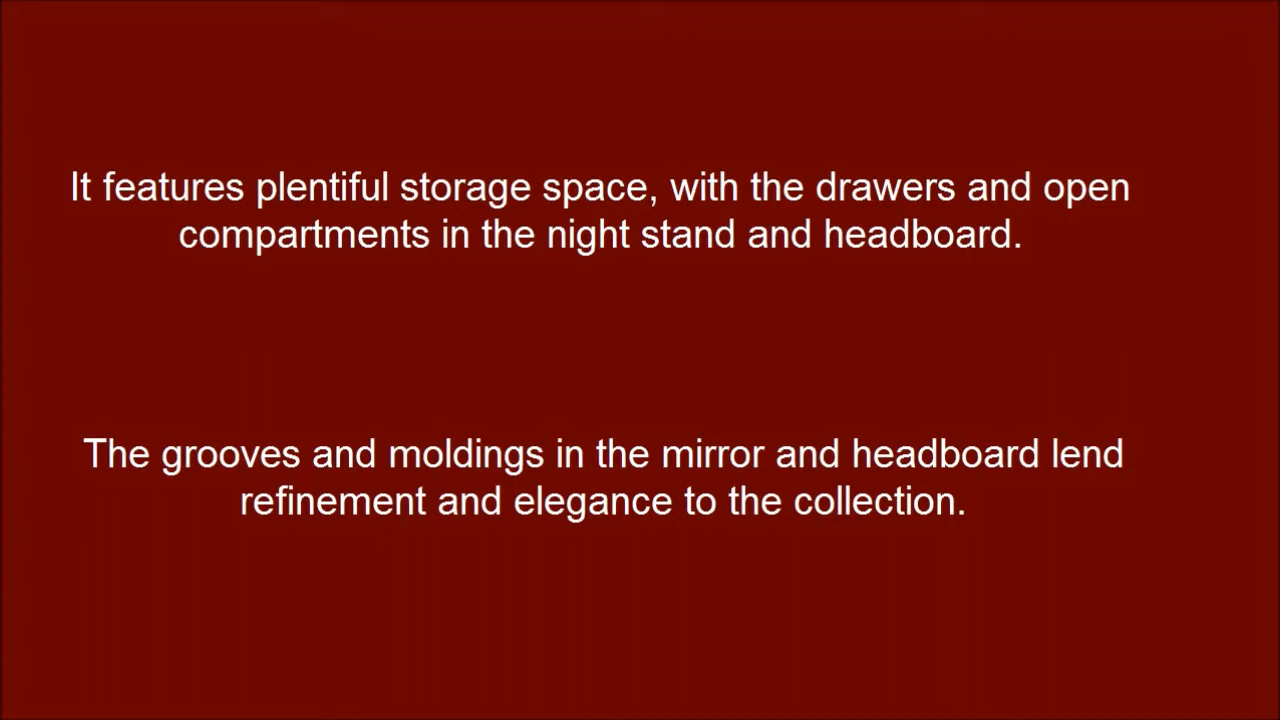 It features plentiful storage space, with the drawers and open
compartments in the night stand and headboard.
The grooves and moldings in the mirror and headboard lend
refinement and elegance to the collection.